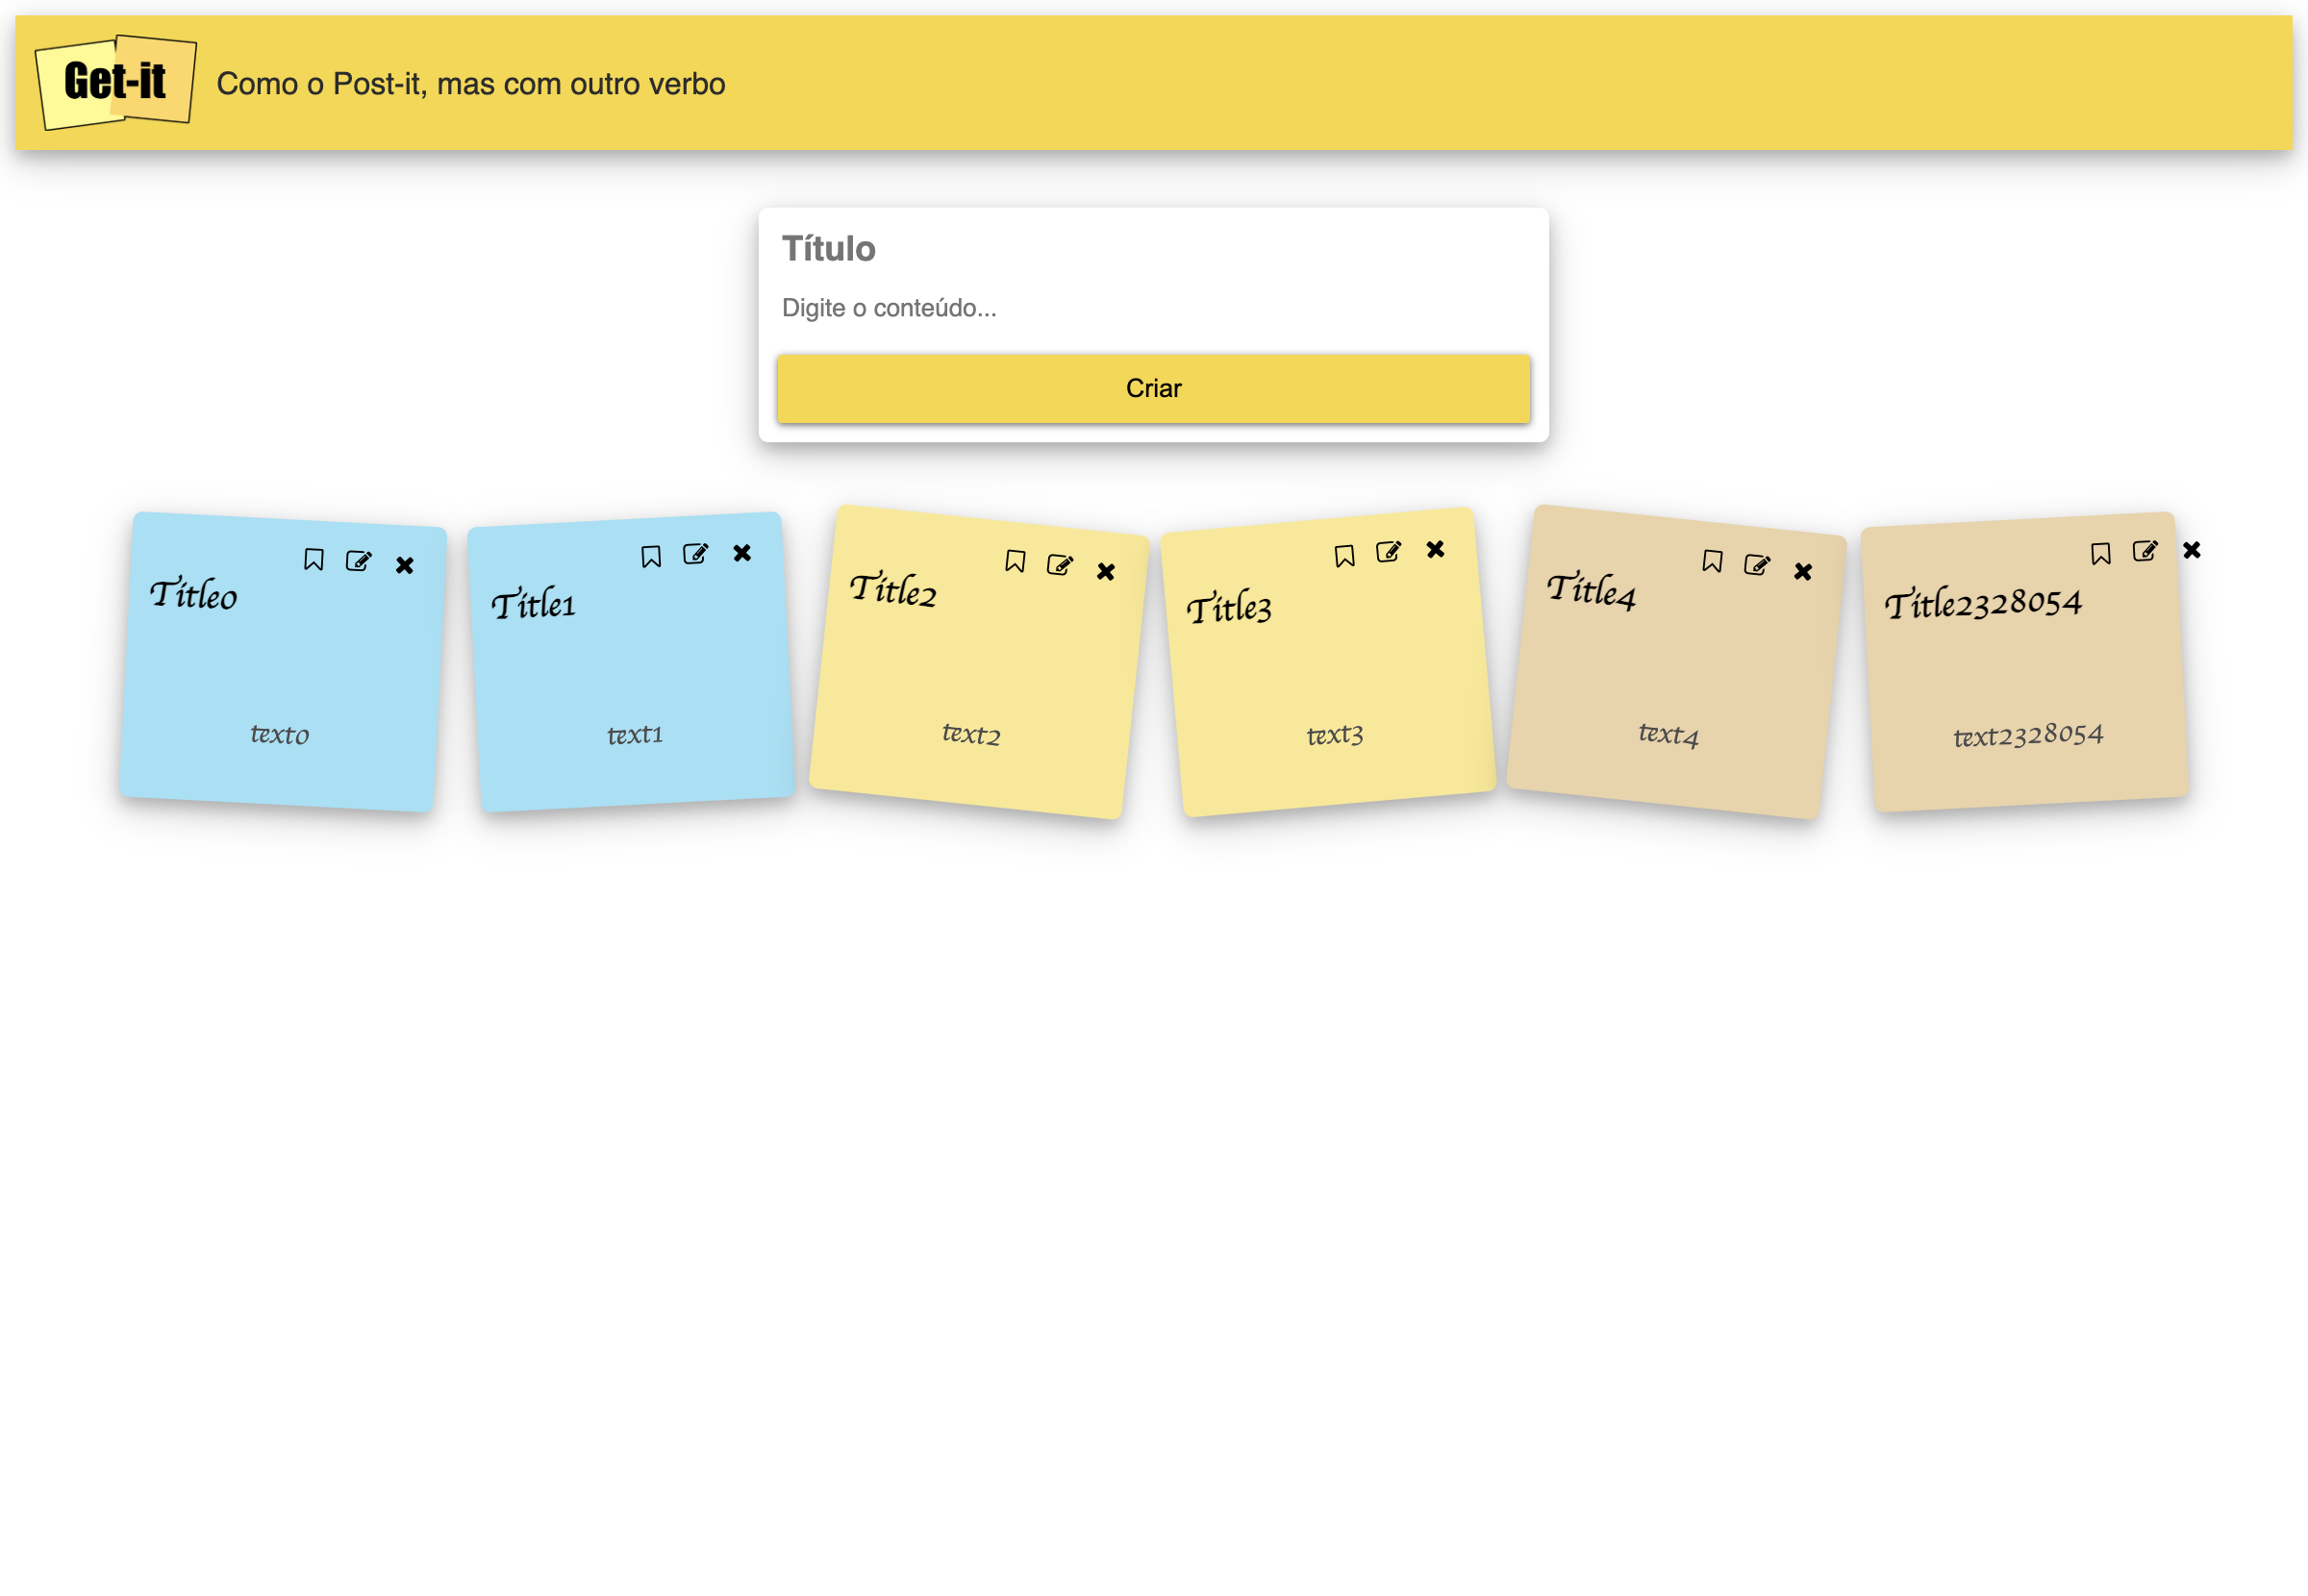 Get-it
Como o Post-it, mas com outro verbo
Título
Digite o conteúdo...
Criar
Title0
text0
Title1
text1
Title2
text2
Title3
text3
Title4
text4
Title2328054
text2328054